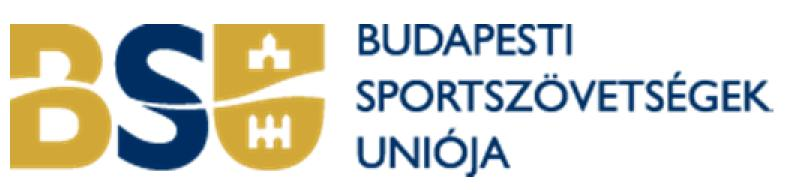 BSU
BUDAPESTI
SPORTSZÖVETSÉGEK
UNIÓJA